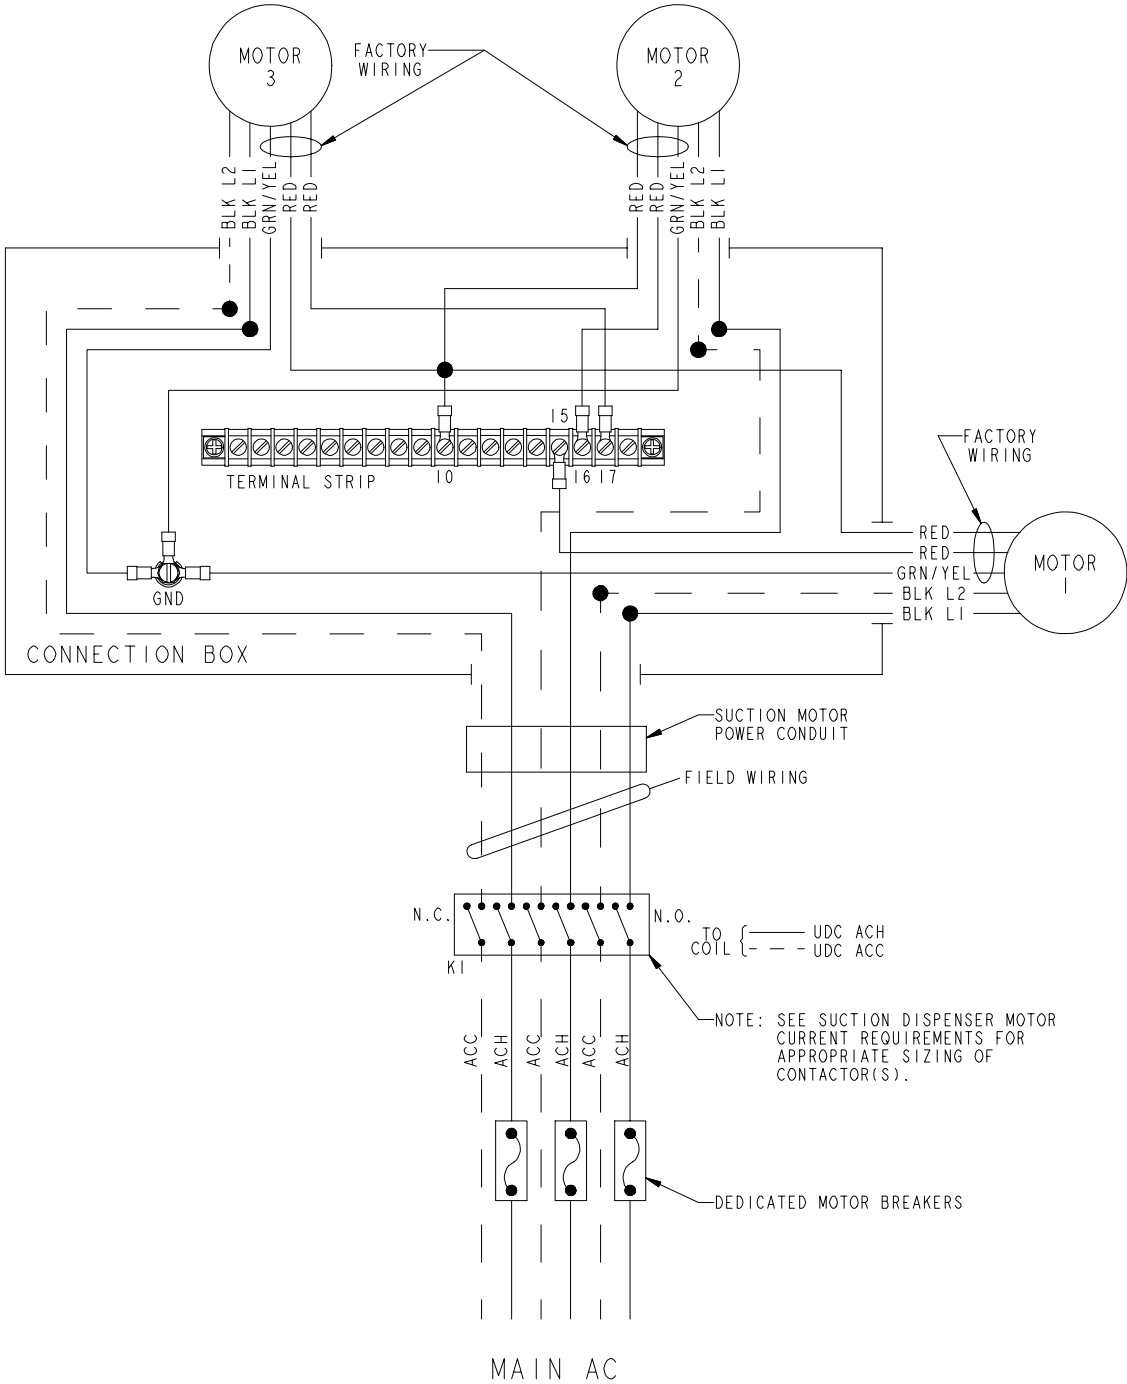 MOTOR
3
FACTORY
WIRING
MOTOR
2
BLK L2
BLK L1
GRN/YEL
RED
RED
RED
RED
GRN/YEL
BLK L2
BLK L1
15
TERMINAL STRIP
10
16
17
FACTORY
WIRING
RED
RED
GRN/YEL
BLK L2
BLK L1
MOTOR
1
GND
CONNECTION BOX
SUCTION MOTOR
POWER CONDUIT
FIELD WIRING
N.C.
N.O.
TO
COIL
UDC ACH
UDC ACC
K1
NOTE: SEE SUCTION DISPENSER MOTOR
CURRENT REQUIREMENTS FOR
APPROPRIATE SIZING OF
CONTACTOR(S).
ACC
ACH
ACC
ACH
ACC
ACH
DEDICATED MOTOR BREAKERS
MAIN AC